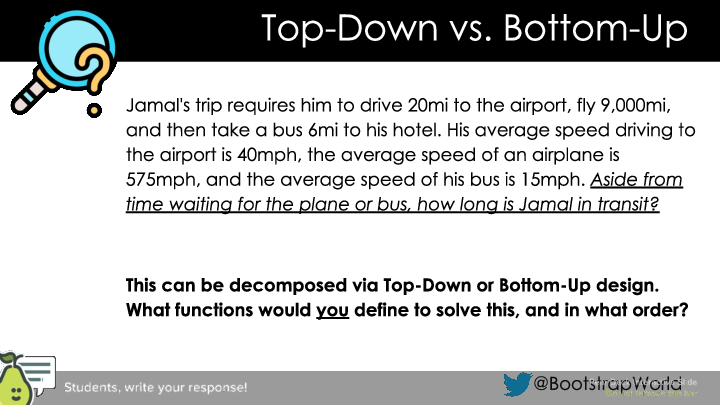 Top-Down vs. Bottom-Up
Jamal's trip requires him to drive 20mi to the airport, fly 9,000mi,
and then take a bus 6mi to his hotel. His average speed driving to
the airport is 40mph, the average speed of an airplane is
575mph, and the average speed of his bus is 15mph. Aside from
time waiting for the plane or bus, how long is Jamal in transit?
This can be decomposed via Top-Down or Bottom-Up design.
What functions would you define to solve this, and in what order?
Students, write your response!
@BootstrapWorld